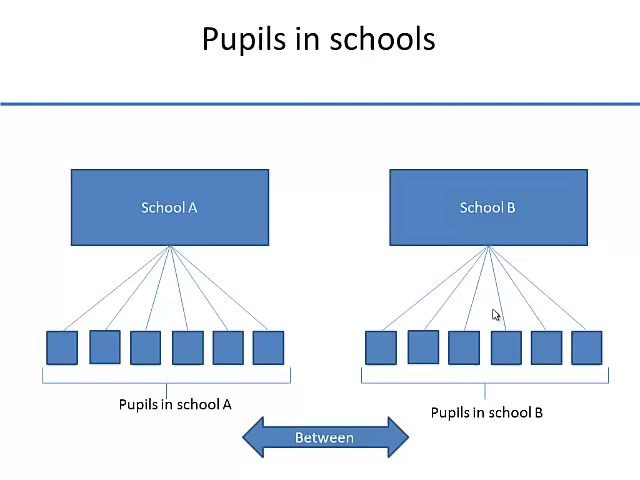 Pupils in schools
School A
School B
Pupils in school A
Pupils in school B
Between